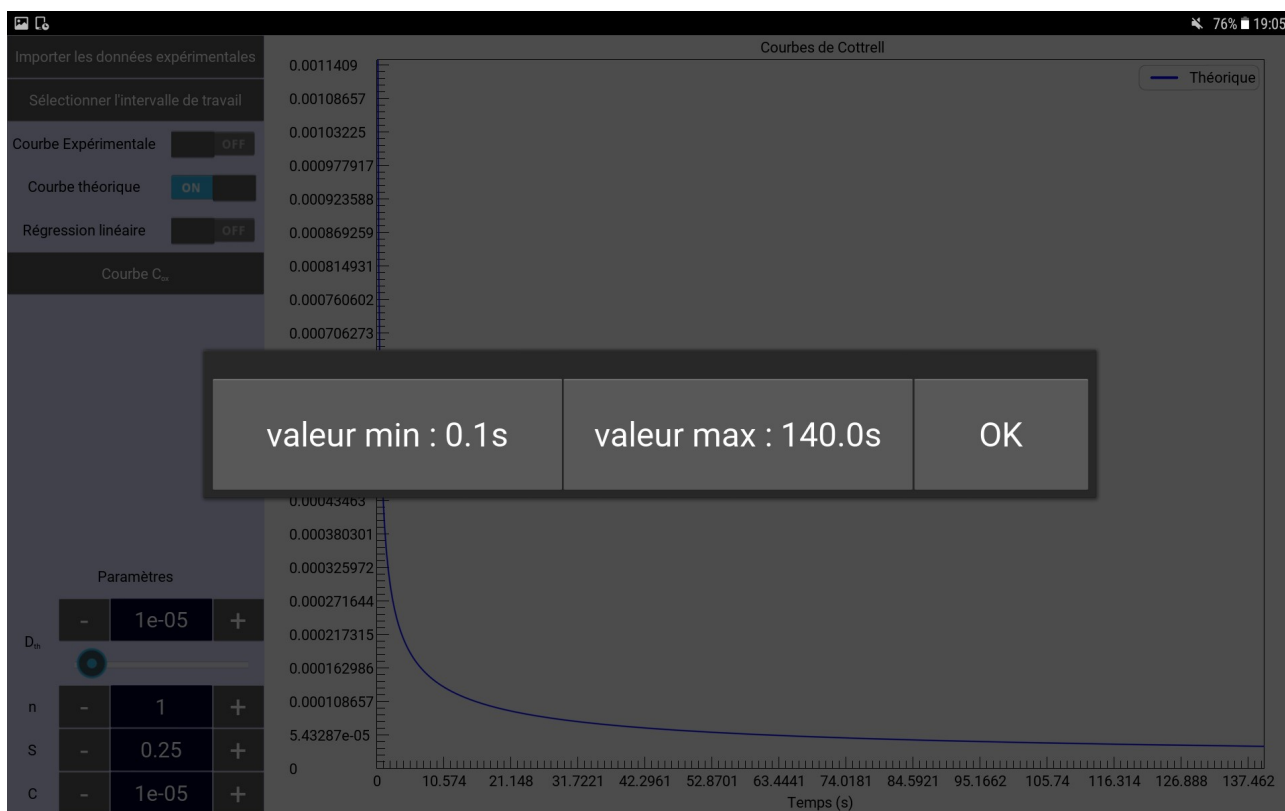 76% 19:05
Importer les données expérimentales
Sélectionner l'intervalle de travail
Courbe Expérimentale OFF
Courbe théorique ON
Régression linéaire OFF
Courbe Cₜₕ
Courbes de Cottrell
Théorique
0.0011409
0.00108657
0.00103225
0.000977917
0.000923588
0.000869259
0.000814931
0.000760602
0.000706273
valeur min : 0.1s
valeur max : 140.0s
OK
0.00043463
0.000380301
0.000325972
0.000271644
0.000217315
0.000162986
0.000108657
5.43287e-05
0
0 10.574 21.148 31.7221 42.2961 52.8701 63.4441 74.0181 84.5921 95.1662 105.74 116.314 126.888 137.462
Temps (s)
Paramètres
Dₜₕ - 1e-05 +
n - 1 +
S - 0.25 +
C - 1e-05 +